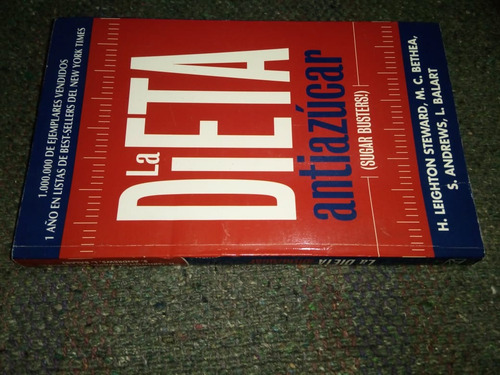 1.000.000 DE EJEMPLARES VENDIDOS
1 AÑO EN LISTAS DE BEST-SELLERS DEL NEW YORK TIMES
La
DIETA
antiazúcar
(SUGAR BUSTERS!)
H. LEIGHTON STEWARD, M. C. BETHEA,
S. ANDREWS, L. BALART
La DIETA